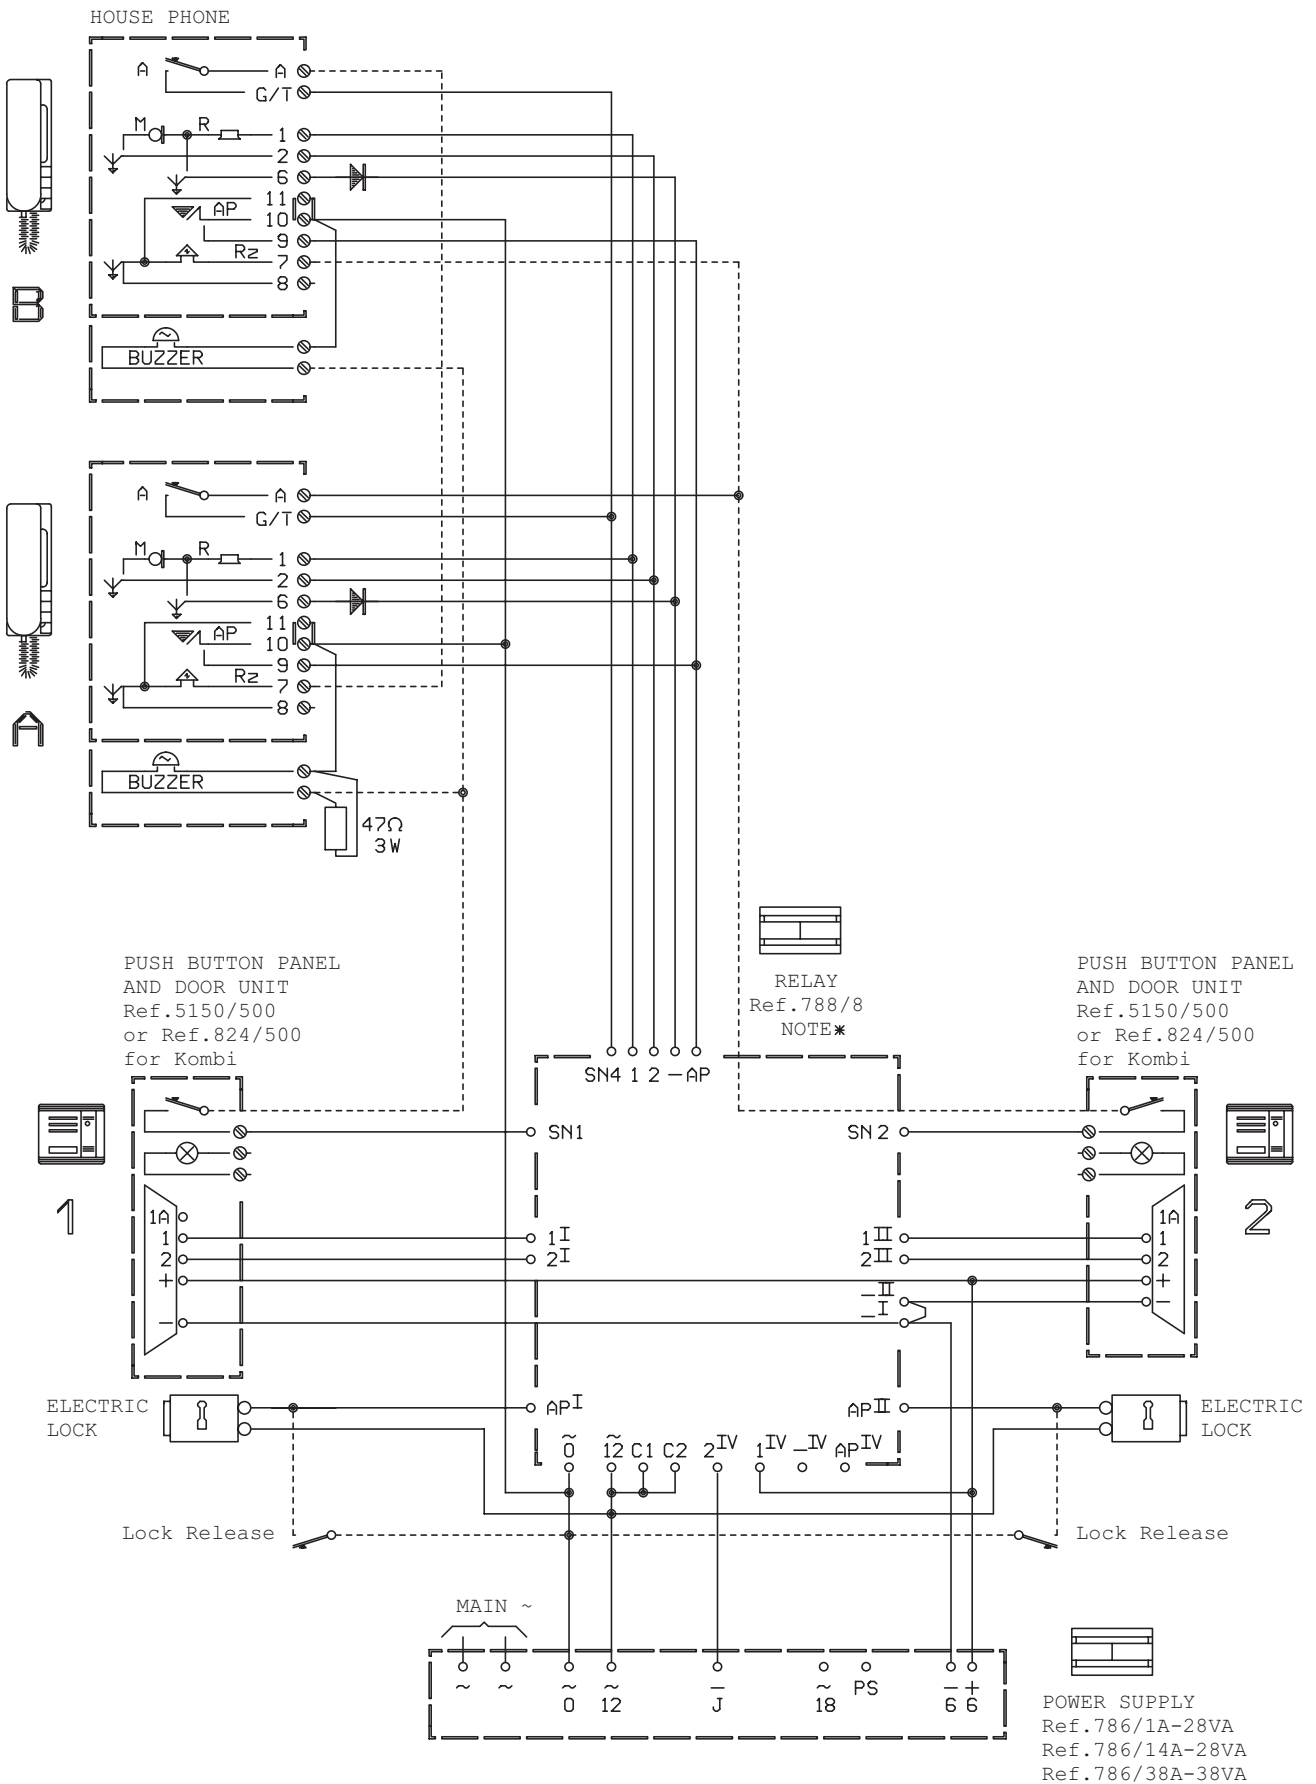 HOUSE PHONE
A
A
G/T
M
R
1
2
6
11
AP
10
9
Rz
7
8
B
BUZZER
A
A
G/T
M
R
1
2
6
11
AP
10
9
Rz
7
8
A
BUZZER
47Ω
3W
PUSH BUTTON PANEL
AND DOOR UNIT
Ref.5150/500
or Ref.824/500
for Kombi
RELAY
Ref.788/8
NOTE*
PUSH BUTTON PANEL
AND DOOR UNIT
Ref.5150/500
or Ref.824/500
for Kombi
SN4 1 2 – AP
SN1
SN2
1
2
1A
1
2
+
–
1I
2I
1II
2II
–II
–I
1A
1
2
+
–
ELECTRIC
LOCK
API
APII
ELECTRIC
LOCK
~ ~
0 12 C1 C2 2IV 1IV –IV APIV
Lock Release
Lock Release
MAIN ~
~ ~ ~ ~ – ~ PS – +
0 12 J 18 6 6
POWER SUPPLY
Ref.786/1A-28VA
Ref.786/14A-28VA
Ref.786/38A-38VA